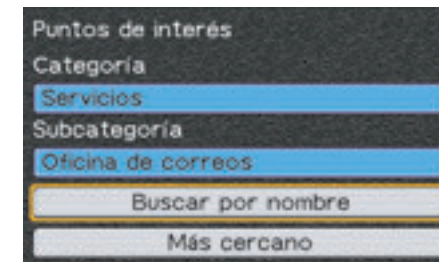 Puntos de interés
Categoría
Servicios
Subcategoría
Oficina de correos
Buscar por nombre
Más cercano